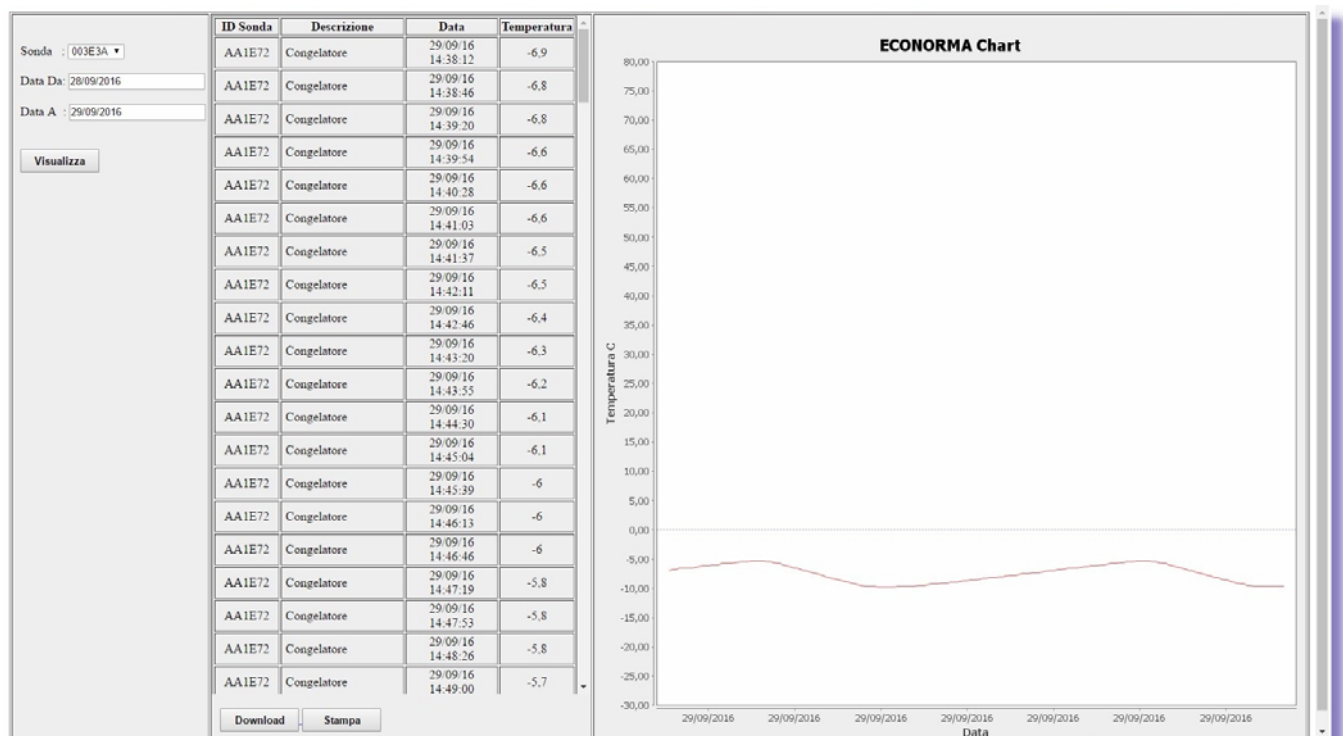 Sonda : 003E3A
Data Da: 28/09/2016
Data A : 29/09/2016
Visualizza
ID Sonda Descrizione Data Temperatura
AA1E72 Congelatore 29/09/16 14:38:12 -6,9
AA1E72 Congelatore 29/09/16 14:38:46 -6,8
AA1E72 Congelatore 29/09/16 14:39:20 -6,8
AA1E72 Congelatore 29/09/16 14:39:54 -6,6
AA1E72 Congelatore 29/09/16 14:40:28 -6,6
AA1E72 Congelatore 29/09/16 14:41:03 -6,6
AA1E72 Congelatore 29/09/16 14:41:37 -6,5
AA1E72 Congelatore 29/09/16 14:42:11 -6,5
AA1E72 Congelatore 29/09/16 14:42:46 -6,4
AA1E72 Congelatore 29/09/16 14:43:20 -6,3
AA1E72 Congelatore 29/09/16 14:43:55 -6,2
AA1E72 Congelatore 29/09/16 14:44:30 -6,1
AA1E72 Congelatore 29/09/16 14:45:04 -6,1
AA1E72 Congelatore 29/09/16 14:45:39 -6
AA1E72 Congelatore 29/09/16 14:46:13 -6
AA1E72 Congelatore 29/09/16 14:46:46 -6
AA1E72 Congelatore 29/09/16 14:47:19 -5,8
AA1E72 Congelatore 29/09/16 14:47:53 -5,8
AA1E72 Congelatore 29/09/16 14:48:26 -5,8
AA1E72 Congelatore 29/09/16 14:49:00 -5,7
Download Stampa
ECONORMA Chart
80,00
75,00
70,00
65,00
60,00
55,00
50,00
45,00
40,00
35,00
30,00
25,00
20,00
15,00
10,00
5,00
0,00
-5,00
-10,00
-15,00
-20,00
-25,00
-30,00
Temperatura C
29/09/2016 29/09/2016 29/09/2016 29/09/2016 29/09/2016 29/09/2016 29/09/2016
Data